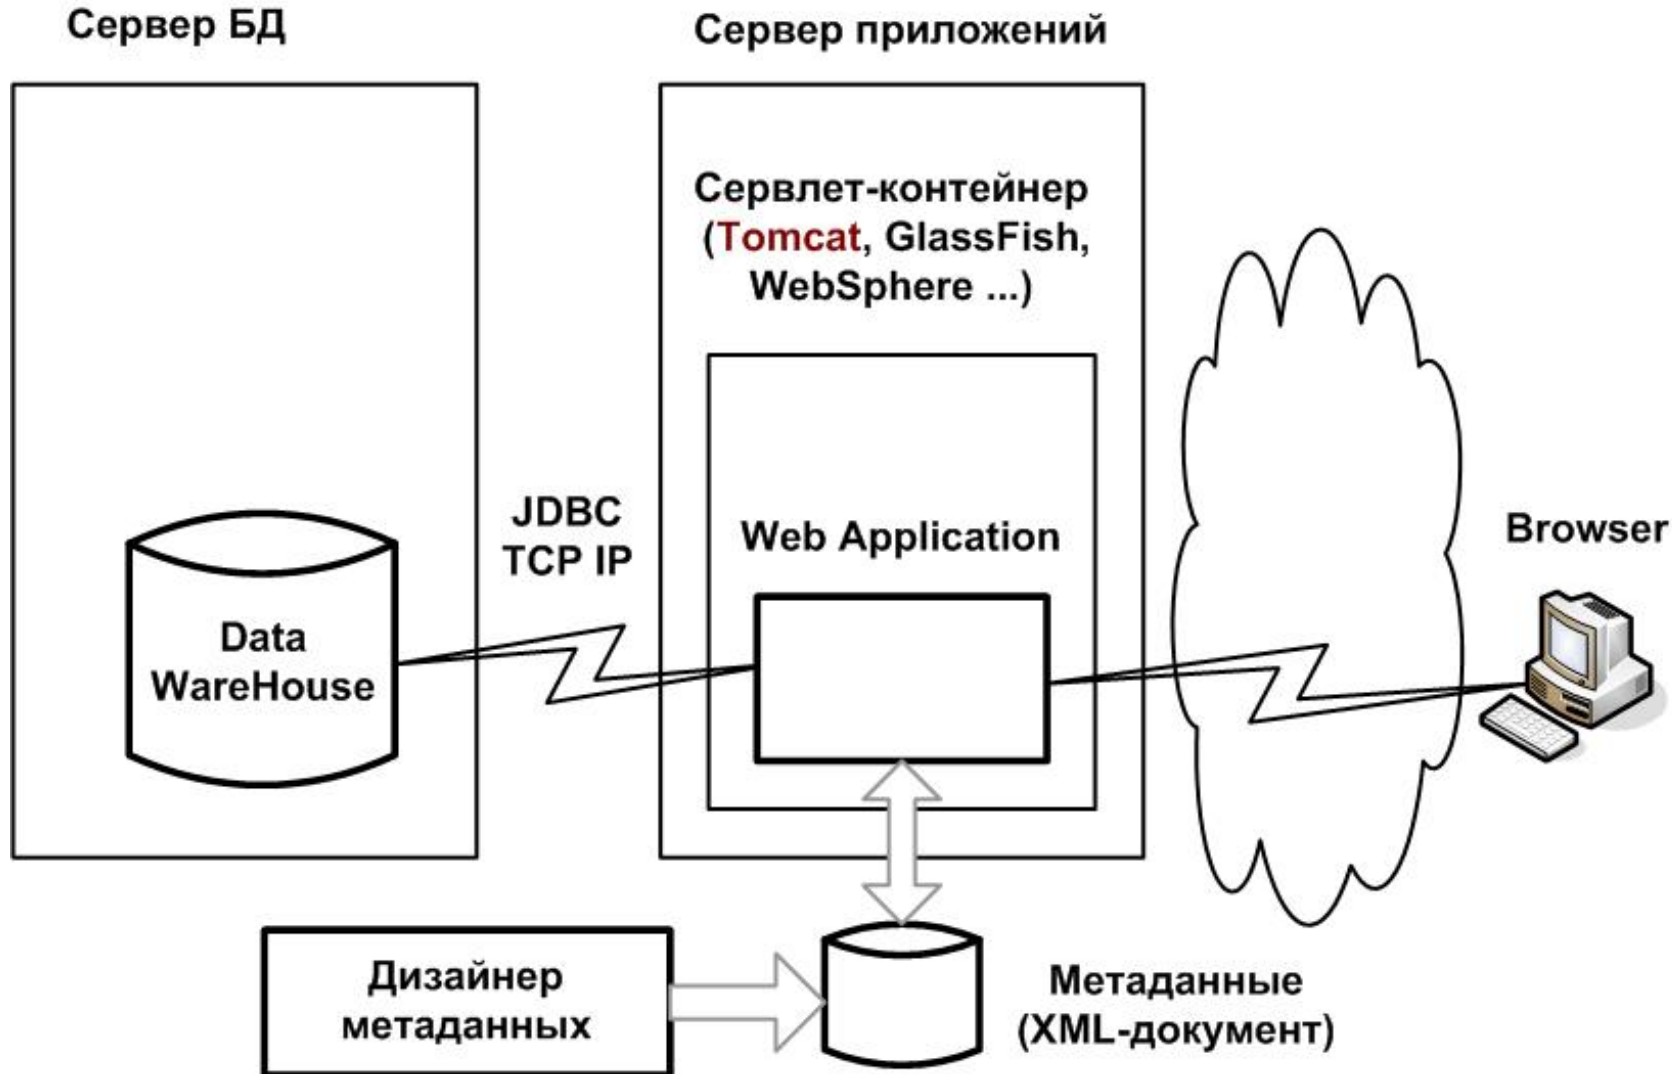 Сервер БД
Сервер приложений
Сервлет-контейнер
(Tomcat, GlassFish,
WebSphere ...)
JDBC
TCP IP
Web Application
Browser
Data
WareHouse
Дизайнер
метаданных
Метаданные
(XML-документ)